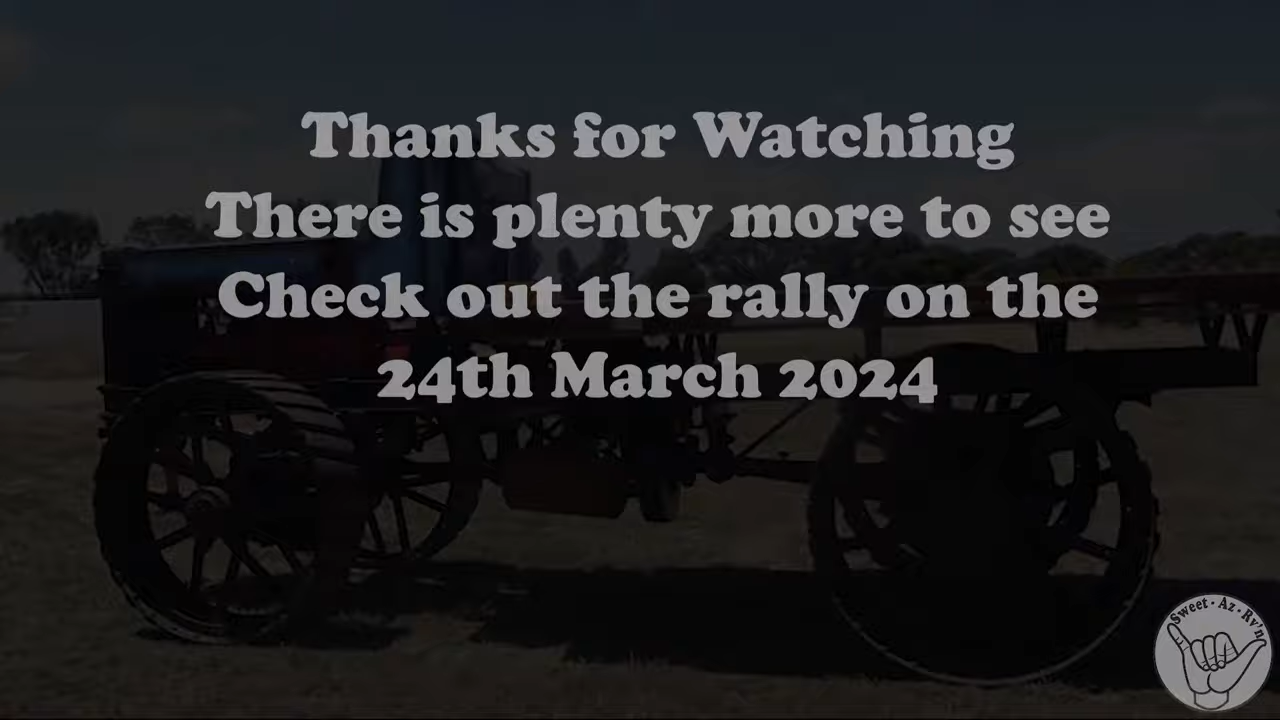 Thanks for Watching
There is plenty more to see
Check out the rally on the
24th March 2024
Sweet · Az · Ry'n